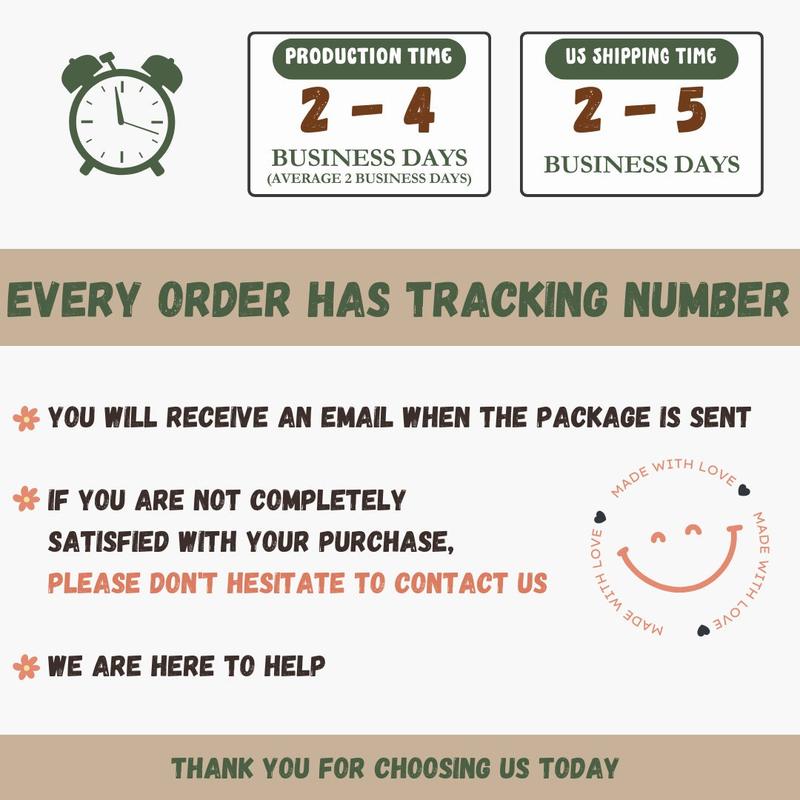 PRODUCTION TIME
2 – 4
BUSINESS DAYS
(AVERAGE 2 BUSINESS DAYS)
US SHIPPING TIME
2 – 5
BUSINESS DAYS
EVERY ORDER HAS TRACKING NUMBER
YOU WILL RECEIVE AN EMAIL WHEN THE PACKAGE IS SENT
IF YOU ARE NOT COMPLETELY
SATISFIED WITH YOUR PURCHASE,
PLEASE DON'T HESITATE TO CONTACT US
MADE WITH LOVE
MADE WITH LOVE
MADE WITH LOVE
WE ARE HERE TO HELP
THANK YOU FOR CHOOSING US TODAY